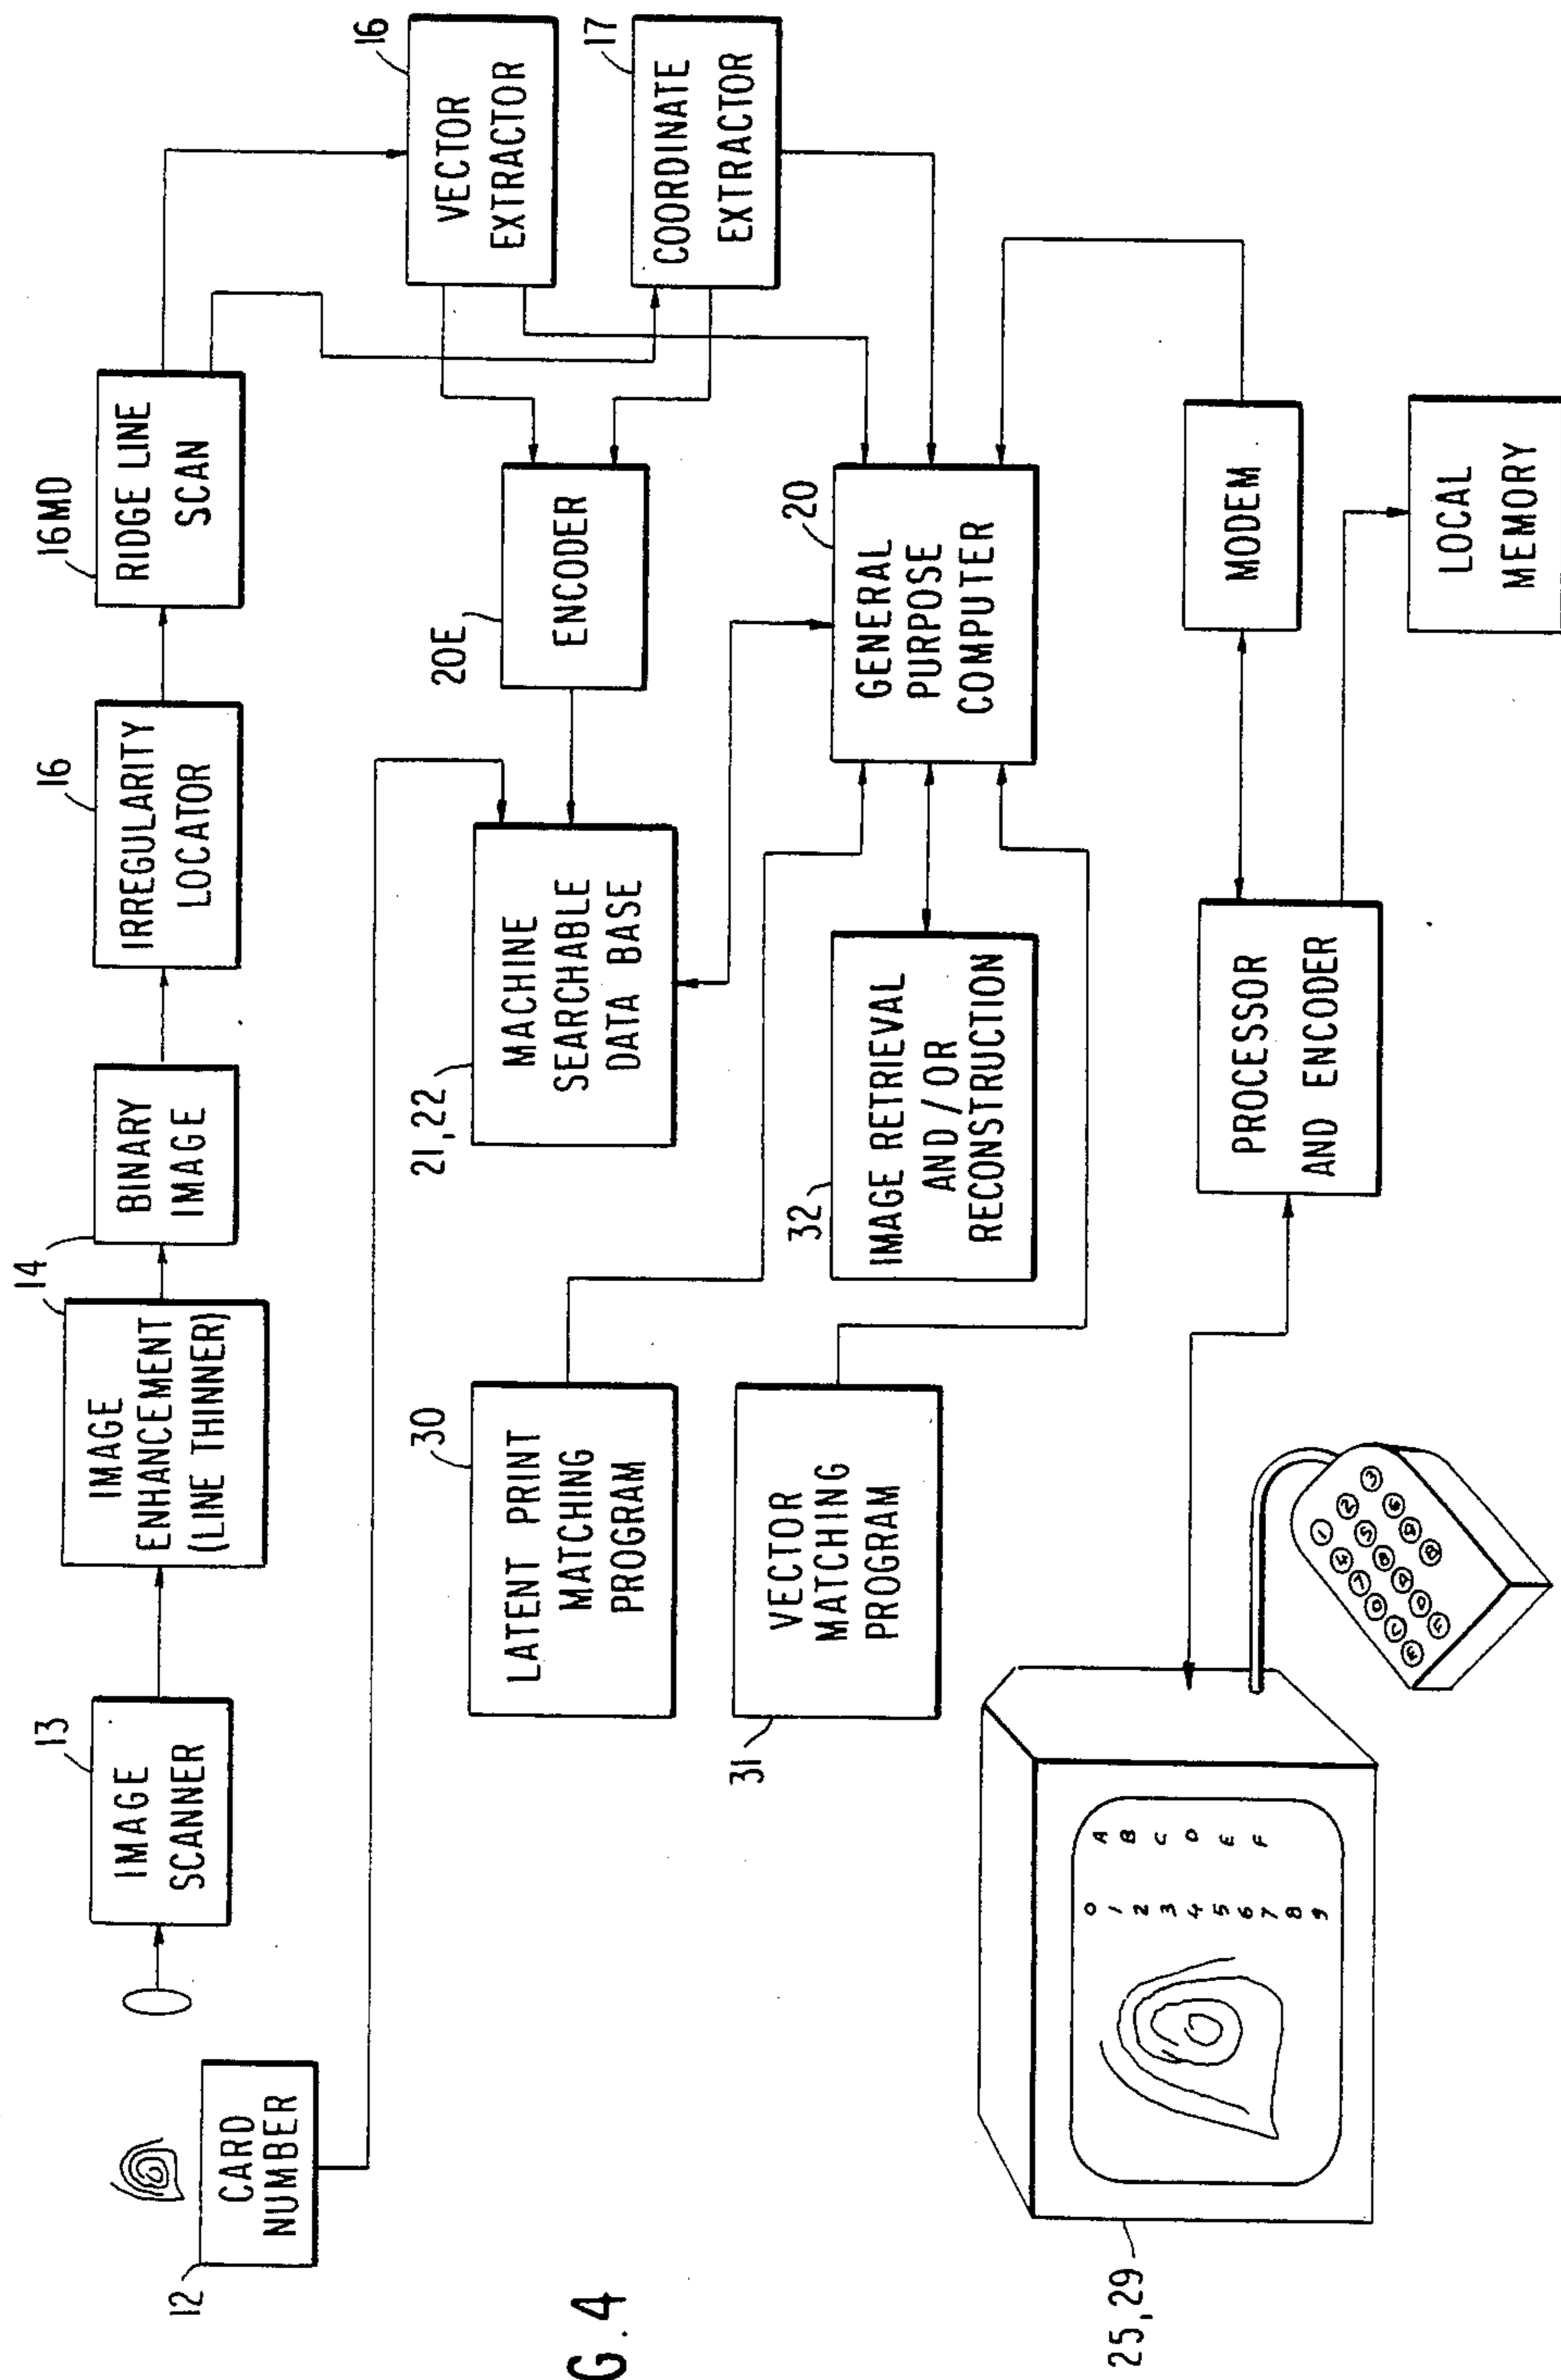 12
CARD
NUMBER
13
IMAGE
SCANNER
14
IMAGE
ENHANCEMENT
(LINE THINNER)
BINARY
IMAGE
16
IRREGULARITY
LOCATOR
16MD
RIDGE LINE
SCAN
16
VECTOR
EXTRACTOR
17
COORDINATE
EXTRACTOR
20E
ENCODER
21,22
MACHINE
SEARCHABLE
DATA BASE
30
LATENT PRINT
MATCHING
PROGRAM
31
VECTOR
MATCHING
PROGRAM
32
IMAGE RETRIEVAL
AND/OR
RECONSTRUCTION
20
GENERAL
PURPOSE
COMPUTER
MODEM
PROCESSOR
AND ENCODER
LOCAL
MEMORY
25,29
0 A
1 B
2 C
3 D
4 E
5 F
6
7
8
9
1 2 3
G. 4